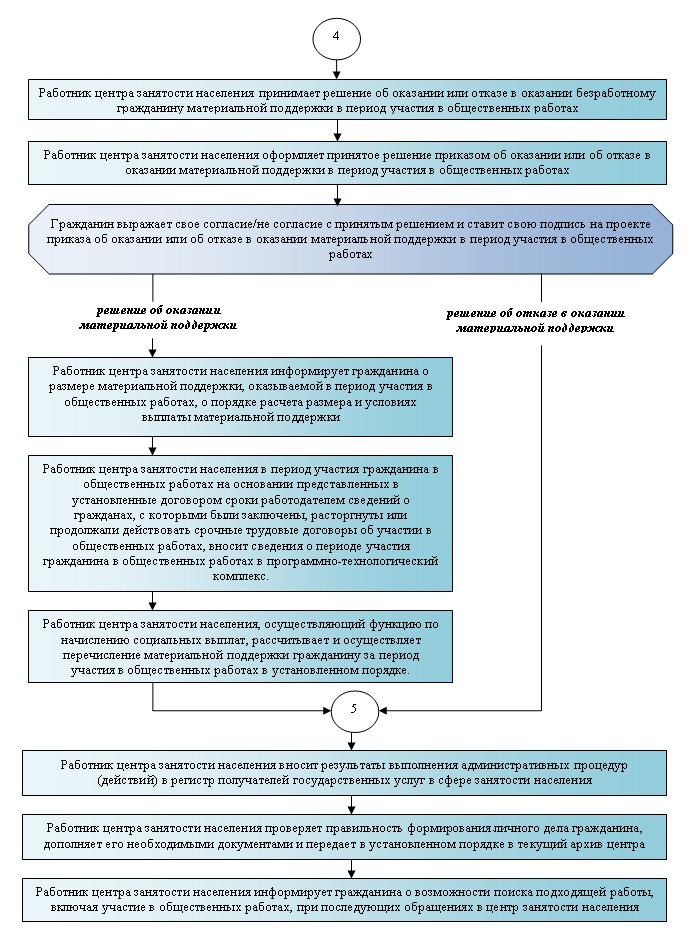 4
Работник центра занятости населения принимает решение об оказании или отказе в оказании безработному
гражданину материальной поддержки в период участия в общественных работах
Работник центра занятости населения оформляет принятое решение приказом об оказании или об отказе в
оказании материальной поддержки в период участия в общественных работах
Гражданин выражает свое согласие/не согласие с принятым решением и ставит свою подпись на проекте
приказа об оказании или об отказе в оказании материальной поддержки в период участия в общественных
работах
решение об оказании
материальной поддержки
решение об отказе в оказании
материальной поддержки
Работник центра занятости населения информирует гражданина о
размере материальной поддержки, оказываемой в период участия в
общественных работах, о порядке расчета размера и условиях
выплаты материальной поддержки
Работник центра занятости населения в период участия гражданина в
общественных работах на основании представленных в
установленные договором сроки работодателем сведений о
гражданах, с которыми были заключены, расторгнуты или
продолжали действовать срочные трудовые договоры об участии в
общественных работах, вносит сведения о периоде участия
гражданина в общественных работах в программно-технологический
комплекс.
Работник центра занятости населения, осуществляющий функцию по
начислению социальных выплат, рассчитывает и осуществляет
перечисление материальной поддержки гражданину за период
участия в общественных работах в установленном порядке.
5
Работник центра занятости населения вносит результаты выполнения административных процедур
(действий) в регистр получателей государственных услуг в сфере занятости населения
Работник центра занятости населения проверяет правильность формирования личного дела гражданина,
дополняет его необходимыми документами и передает в установленном порядке в текущий архив центра
Работник центра занятости населения информирует гражданина о возможности поиска подходящей работы,
включая участие в общественных работах, при последующих обращениях в центр занятости населения